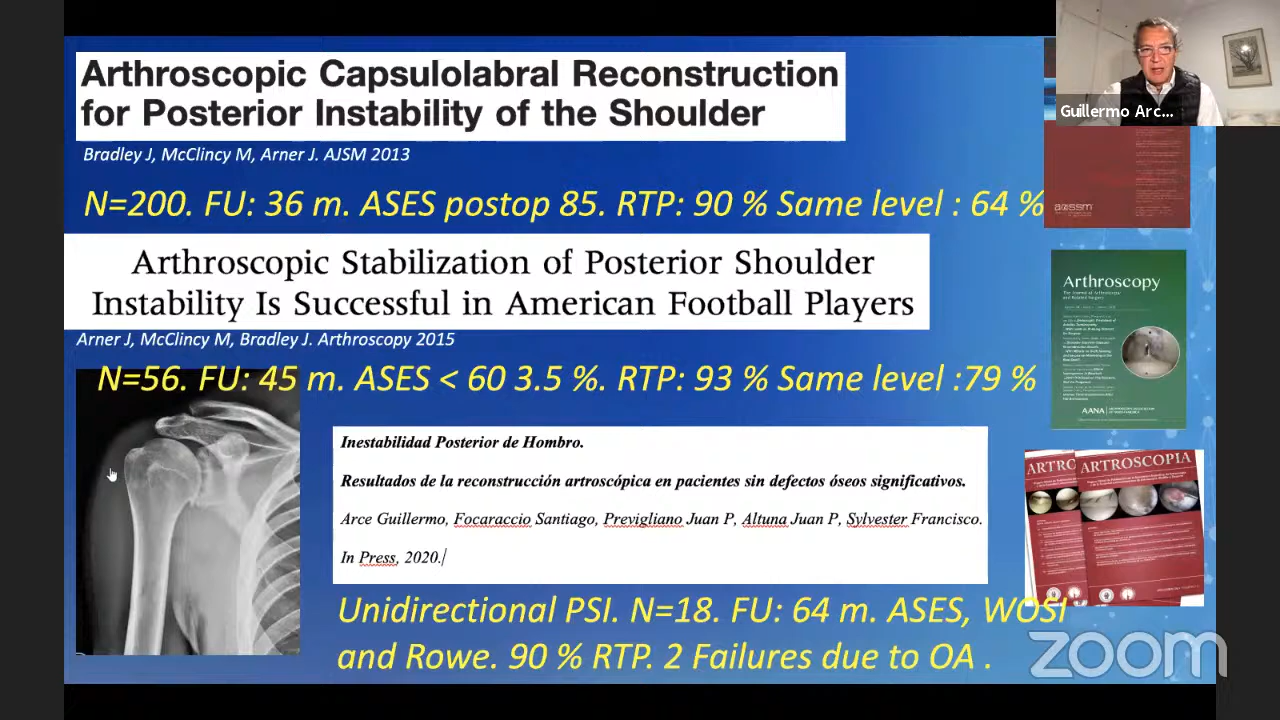 Arthroscopic Capsulolabral Reconstruction
for Posterior Instability of the Shoulder
Guillermo Arc...
Bradley J, McClincy M, Arner J. AJSM 2013
N=200. FU: 36 m. ASES postop 85. RTP: 90 % Same level : 64 %
aossm
Arthroscopic Stabilization of Posterior Shoulder
Instability Is Successful in American Football Players
Arner J, McClincy M, Bradley J. Arthroscopy 2015
N=56. FU: 45 m. ASES <60 3.5 %. RTP: 93 % Same level :79 %
Arthroscopy
AANA
Inestabilidad Posterior de Hombro.
Resultados de la reconstrucción artroscópica en pacientes sin defectos óseos significativos.
Arce Guillermo, Focaraccio Santiago, Previgliano Juan P, Altuna Juan P, Sylvester Francisco.
In Press, 2020.
ARTRO
ARTROSCOPIA
Unidirectional PSI. N=18. FU: 64 m. ASES, WOSI
and Rowe. 90 % RTP. 2 Failures due to OA .
zoom